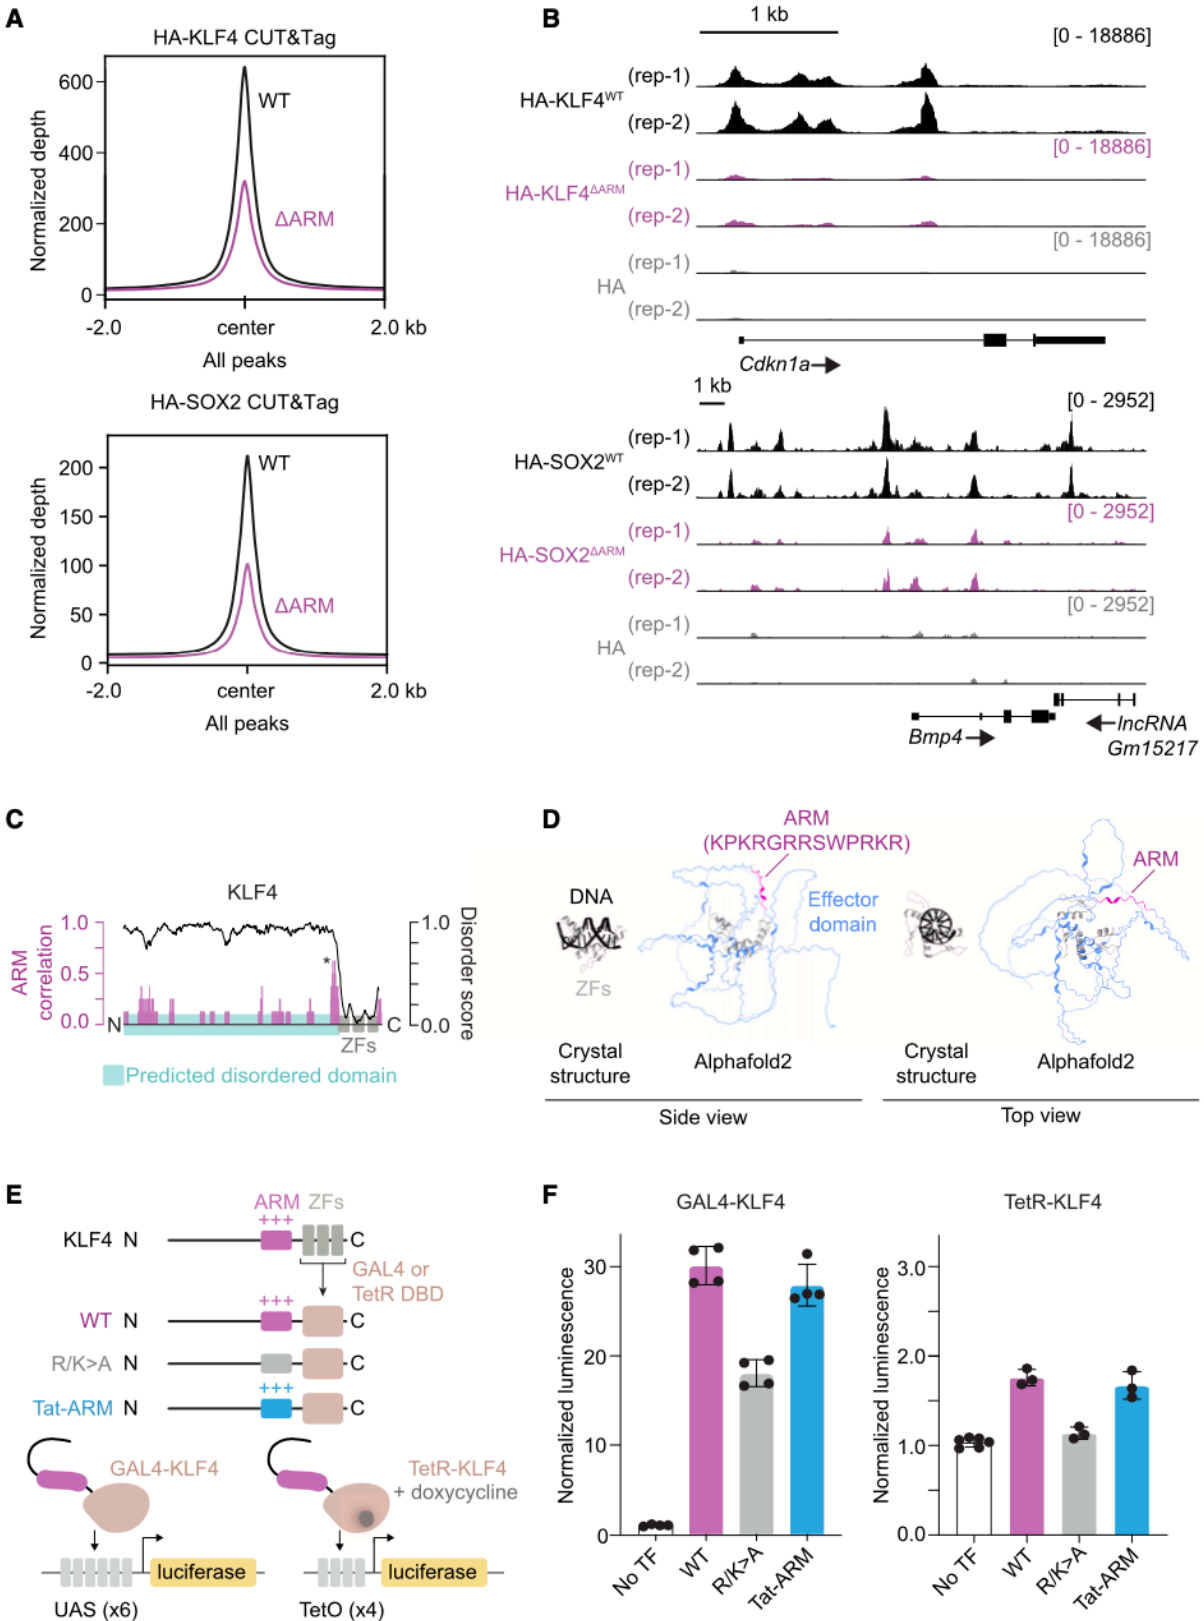 A
HA-KLF4 CUT&Tag
Normalized depth
600
400
200
0
WT
ΔARM
-2.0
center
2.0 kb
All peaks
HA-SOX2 CUT&Tag
Normalized depth
200
150
100
50
0
WT
ΔARM
-2.0
center
2.0 kb
All peaks
B
1 kb
[0 - 18886]
HA-KLF4WT
(rep-1)
(rep-2)
[0 - 18886]
HA-KLF4ΔARM
(rep-1)
(rep-2)
[0 - 18886]
HA
(rep-1)
(rep-2)
Cdkn1a
1 kb
[0 - 2952]
HA-SOX2WT
(rep-1)
(rep-2)
[0 - 2952]
HA-SOX2ΔARM
(rep-1)
(rep-2)
[0 - 2952]
HA
(rep-1)
(rep-2)
Bmp4
lncRNA
Gm15217
C
KLF4
ARM
correlation
1.0
0.5
0.0
*
1.0
0.0
Disorder score
N
C
ZFs
Predicted disordered domain
D
ARM
(KPKRGRRSWPRKR)
DNA
ZFs
Effector
domain
ARM
Crystal
structure
Alphafold2
Crystal
structure
Alphafold2
Side view
Top view
E
ARM
ZFs
+++
KLF4 N
C
GAL4 or
TetR DBD
+++
WT N
C
R/K>A N
C
+++
Tat-ARM N
C
GAL4-KLF4
TetR-KLF4
+ doxycycline
luciferase
luciferase
UAS (x6)
TetO (x4)
F
GAL4-KLF4
Normalized luminescence
30
20
10
0
No TF
WT
R/K>A
Tat-ARM
TetR-KLF4
Normalized luminescence
3.0
2.0
1.0
0.0
No TF
WT
R/K>A
Tat-ARM